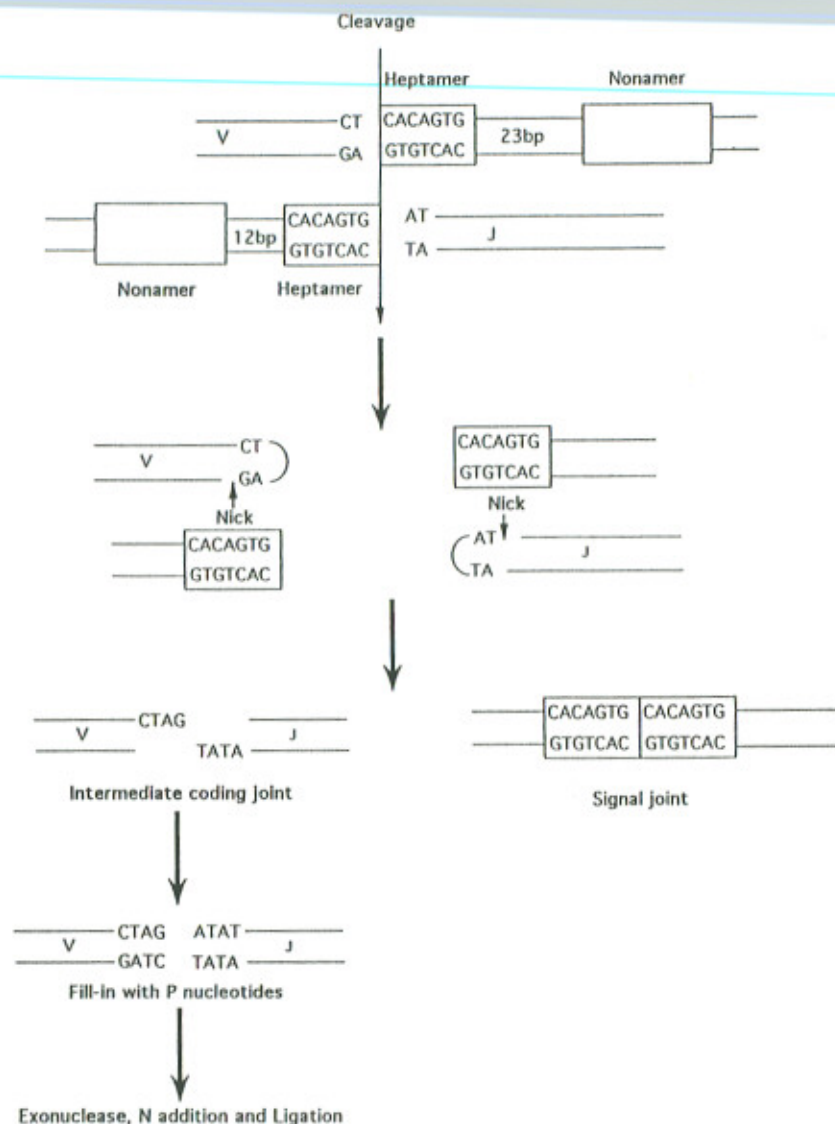 Cleavage
Heptamer Nonamer
CT CACAGTG
V 23bp
GA GTGTCAC
CACAGTG AT
12bp J
GTGTCAC TA
Nonamer Heptamer
CT CACAGTG
V
GA GTGTCAC
Nick Nick
CACAGTG AT
J
GTGTCAC TA
CTAG CACAGTG CACAGTG
V J
TATA GTGTCAC GTGTCAC
Intermediate coding joint Signal joint
CTAG ATAT
V J
GATC TATA
Fill-in with P nucleotides
Exonuclease, N addition and Ligation